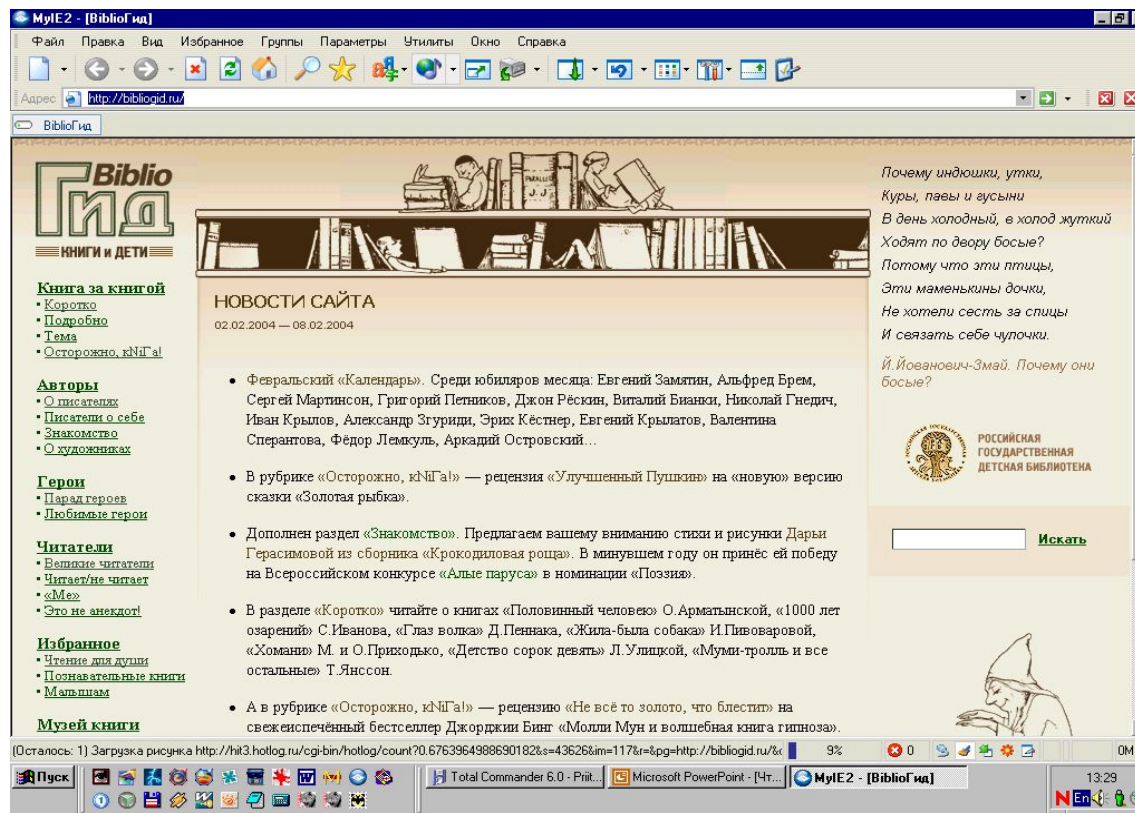 MyIE2 - [BiblioГид]
Файл Правка Вид Избранное Группы Параметры Утилиты Окно Справка
Адрес http://bibliogid.ru/
BiblioГид
Biblio
Гид
КНИГИ и ДЕТИ
Книга за книгой
Коротко
Подробно
Тема
Осторожно, кNiГа!
Авторы
О писателях
Писатели о себе
Знакомство
О художниках
Герои
Парад героев
Любимые герои
Читатели
Великие читатели
Читает/не читает
«Ме»
Это не анекдот!
Избранное
Чтение для души
Познавательные книги
Малышам
Музей книги
НОВОСТИ САЙТА
02.02.2004 — 08.02.2004
• Февральский «Календарь». Среди юбиляров месяца: Евгений Замятин, Альфред Брем,
Сергей Мартинсон, Григорий Петников, Джон Рёскин, Виталий Бианки, Николай Гнедич,
Иван Крылов, Александр Згуриди, Эрих Кёстнер, Евгений Крылатов, Валентина
Сперантова, Фёдор Лемкуль, Аркадий Островский…
• В рубрике «Осторожно, кNiГа!» — рецензия «Улучшенный Пушкин» на «новую» версию
сказки «Золотая рыбка».
• Дополнен раздел «Знакомство». Предлагаем вашему вниманию стихи и рисунки Дарьи
Герасимовой из сборника «Крокодиловая роща». В минувшем году он принёс ей победу
на Всероссийском конкурсе «Алые паруса» в номинации «Поэзия».
• В разделе «Коротко» читайте о книгах «Половинный человек» О.Арматынской, «1000 лет
озарений» С.Иванова, «Глаз волка» Д.Пеннака, «Жила-была собака» И.Пивоваровой,
«Хомани» М. и О.Приходько, «Детство сорок девять» Л.Улицкой, «Муми-тролль и все
остальные» Т.Янссон.
• А в рубрике «Осторожно, кNiГа!» — рецензию «Не всё то золото, что блестит» на
свежеиспечённый бестселлер Джорджии Бинг «Молли Мун и волшебная книга гипноза».
Почему индюшки, утки,
Куры, павы и гусыни
В день холодный, в холод жуткий
Ходят по двору босые?
Потому что эти птицы,
Эти маменькины дочки,
Не хотели сесть за спицы
И связать себе чулочки.
Й.Йованович-Змай. Почему они
босые?
РОССИЙСКАЯ
ГОСУДАРСТВЕННАЯ
ДЕТСКАЯ БИБЛИОТЕКА
Искать
(Осталось: 1) Загрузка рисунка http://hit3.hotlog.ru/cgi-bin/hotlog/count?0.6763964988690182&s=43626&im=117&r=&pg=http://bibliogid.ru/&c 9% 0 0M
Пуск Total Commander 6.0 - Priit... Microsoft PowerPoint - [Чт... MyIE2 - [BiblioГид] 13:29
En